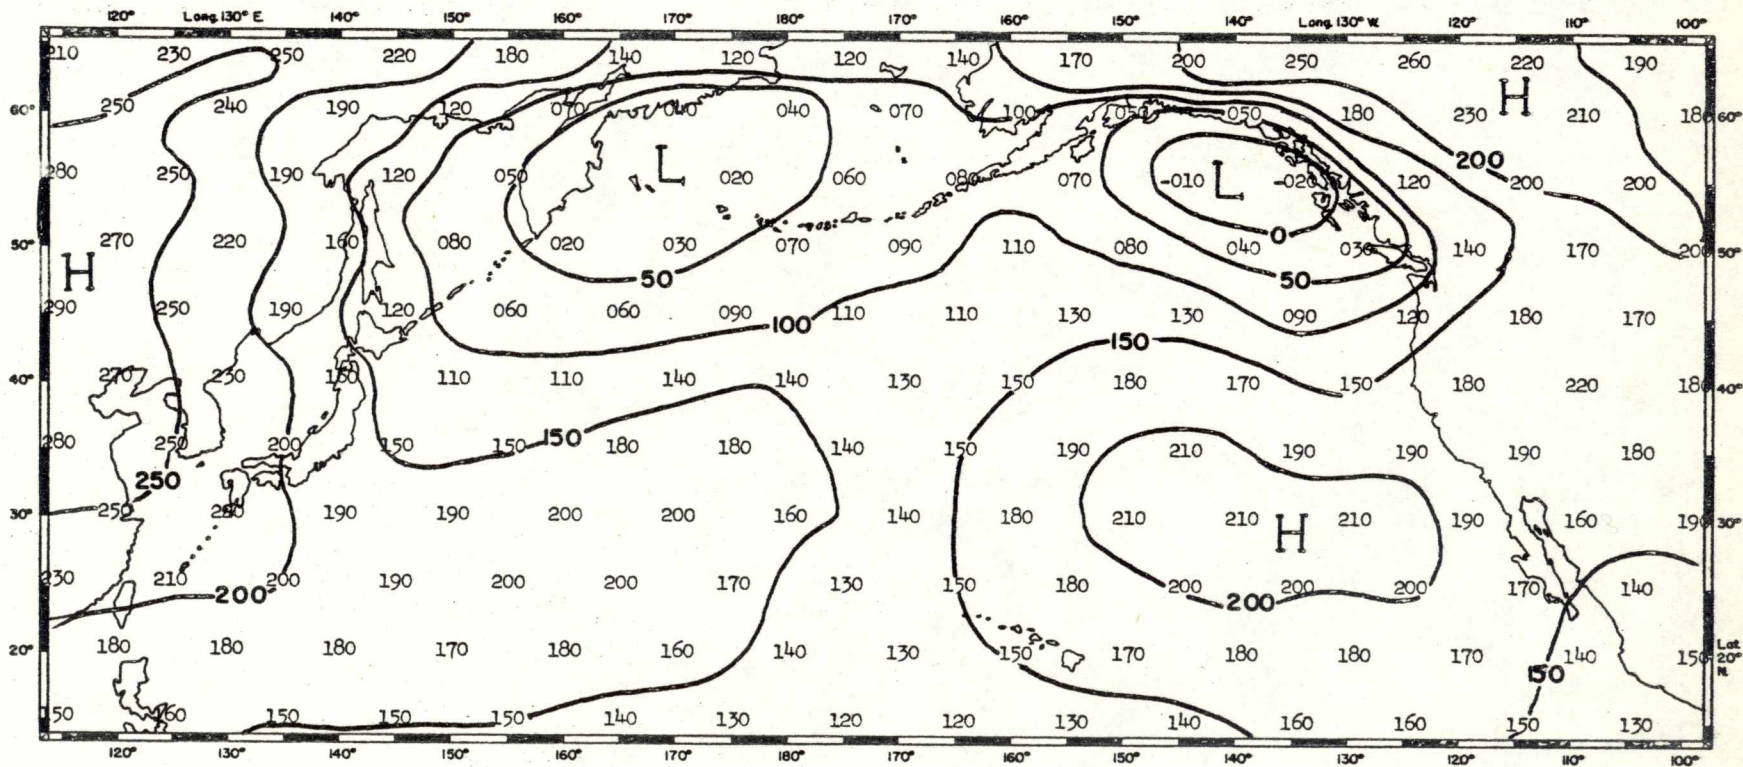 120° Long. 130° E. 140° 150° 160° 170° 180° 170° 160° 150° 140° Long. 130° W. 120° 110° 100°
210 230 250 220 180 140 120 120 140 170 200 250 260 220 190
H
60° 250 240 190 120 070 040 040 070 100 050 050 180 230 210 180 60°
200
280 250 190 120 050 L 020 060 080 070 -010 L -020 120 200 200
0
50° 270 220 160 080 020 030 070 090 110 080 040 030 140 170 200 50°
H 50 50
290 250 190 120 060 060 090 110 110 130 130 090 120 180 170
100
150
40° 270 230 160 110 110 140 140 130 150 180 170 150 180 220 180 40°
150
280 250 200 150 150 180 180 140 150 190 210 190 190 190 180
250
30° 250 190 190 200 200 160 140 180 210 210 H 210 190 160 190 30°
230 210 200 190 200 200 170 130 150 180 200 200 200 170 140
200 200
20° 180 180 180 170 180 160 140 130 150 170 180 180 170 140 150 Lat. 20° N.
150
150 160 150 150 150 140 130 120 120 130 140 160 160 150 130
120° 130° 140° 150° 160° 170° 180° 170° 160° 150° 140° 130° 120° 110° 100°